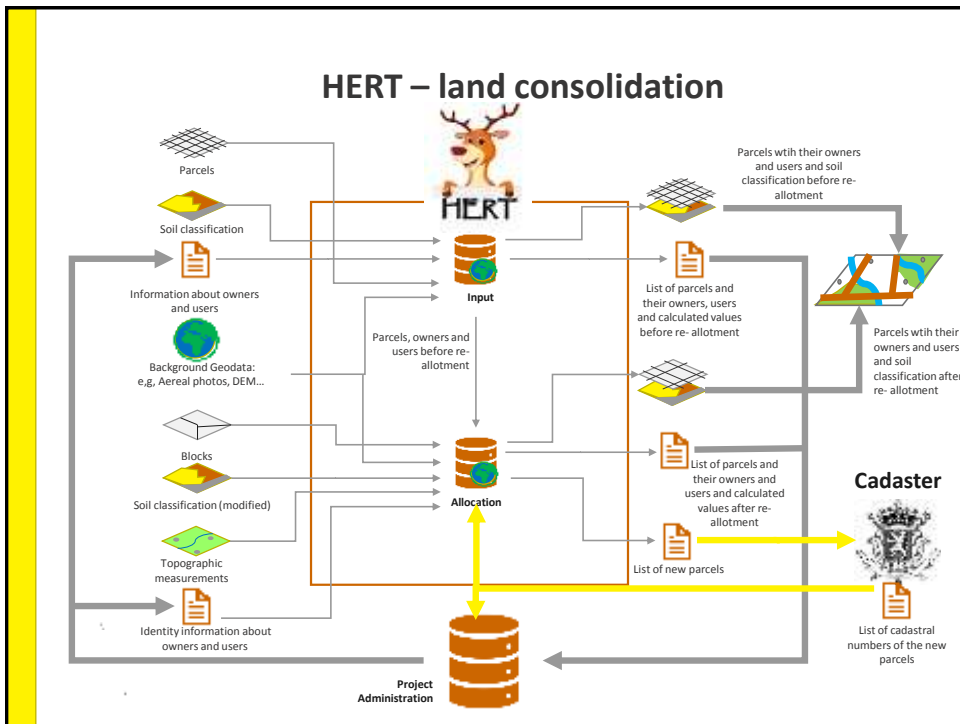 HERT – land consolidation
Parcels
Soil classification
Information about owners
and users
Background Geodata:
e,g, Aereal photos, DEM...
Blocks
Soil classification (modified)
Topographic
measurements
Identity information about
owners and users
HERT
Input
Parcels, owners and
users before re-
allotment
Allocation
Project
Administration
Parcels wtih their owners
and users and soil
classification before re-
allotment
List of parcels and
their owners, users
and calculated values
before re- allotment
Parcels wtih their
owners and users
and soil
classification after
re- allotment
List of parcels and
their owners and
users and calculated
values after re-
allotment
List of new parcels
Cadaster
List of cadastral
numbers of the new
parcels